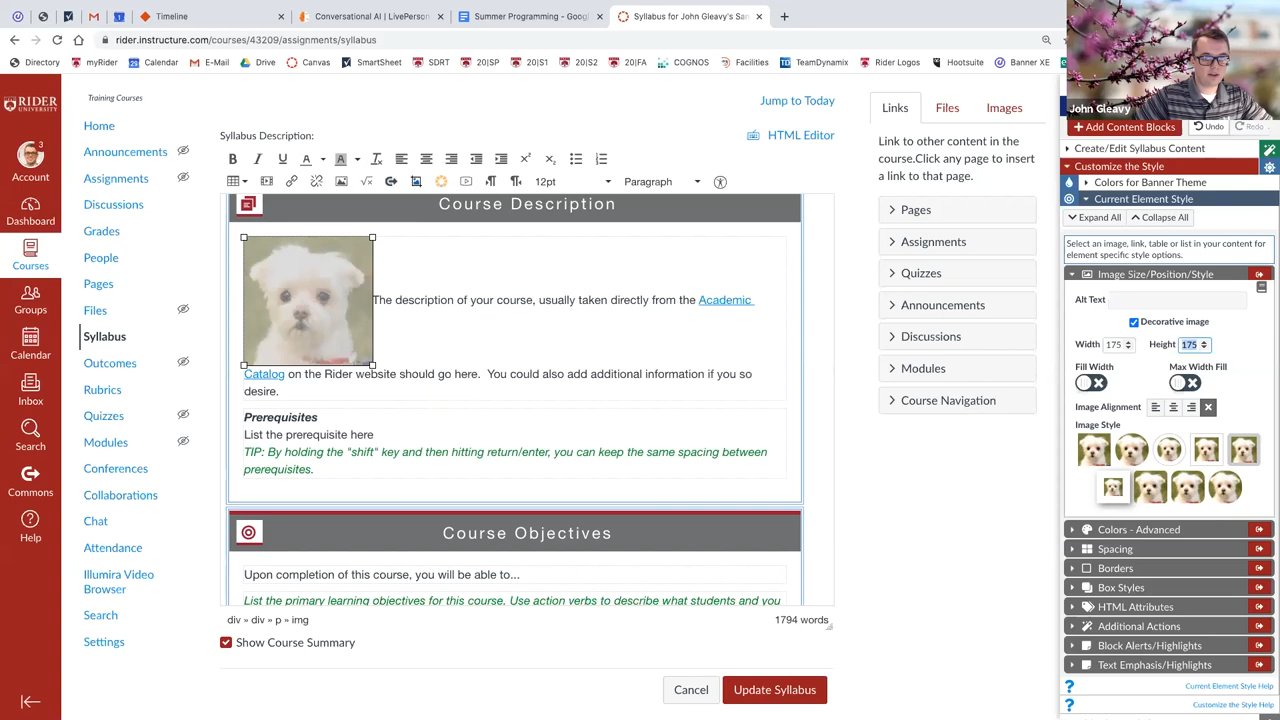 Timeline
Conversational AI | LivePerson
Summer Programming - Goog
Syllabus for John Gleavy's San
rider.instructure.com/courses/43209/assignments/syllabus
Directory
myRider
Calendar
E-Mail
Drive
Canvas
SmartSheet
SDRT
20|SP
20|S1
20|S2
20|FA
COGNOS
Facilities
TeamDynamix
Rider Logos
Hootsuite
Banner XE
RIDER
UNIVERSITY
3
Account
Dashboard
Courses
Groups
Calendar
Inbox
Search
Commons
Help
Training Courses
Home
Announcements
Assignments
Discussions
Grades
People
Pages
Files
Syllabus
Outcomes
Rubrics
Quizzes
Modules
Conferences
Collaborations
Chat
Attendance
Illumira Video
Browser
Search
Settings
Jump to Today
Syllabus Description:
HTML Editor
12pt
Paragraph
Course Description
The description of your course, usually taken directly from the Academic
Catalog on the Rider website should go here.  You could also add additional information if you so
desire.
Prerequisites
List the prerequisite here
TIP: By holding the "shift" key and then hitting return/enter, you can keep the same spacing between
prerequisites.
Course Objectives
Upon completion of this course, you will be able to...
List the primary learning objectives for this course. Use action verbs to describe what students and you
div » div » p » img
1794 words
Show Course Summary
Cancel
Update Syllabus
Links
Files
Images
Link to other content in the
course.Click any page to insert
a link to that page.
Pages
Assignments
Quizzes
Announcements
Discussions
Modules
Course Navigation
John Gleavy
+ Add Content Blocks
Undo
Redo
Create/Edit Syllabus Content
Customize the Style
Colors for Banner Theme
Current Element Style
Expand All
Collapse All
Select an image, link, table or list in your content for
element specific style options.
Image Size/Position/Style
Alt Text
Decorative image
Width 175
Height 175
Fill Width
Max Width Fill
Image Alignment
Image Style
Colors - Advanced
Spacing
Borders
Box Styles
HTML Attributes
Additional Actions
Block Alerts/Highlights
Text Emphasis/Highlights
Current Element Style Help
Customize the Style Help